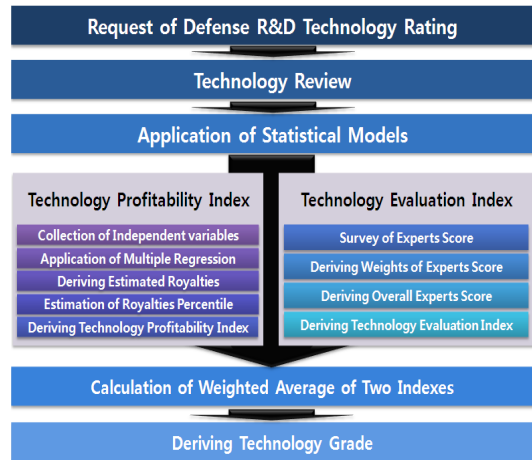 Request of Defense R&D Technology Rating
Technology Review
Application of Statistical Models
Technology Profitability Index
Collection of Independent variables
Application of Multiple Regression
Deriving Estimated Royalties
Estimation of Royalties Percentile
Deriving Technology Profitability Index
Technology Evaluation Index
Survey of Experts Score
Deriving Weights of Experts Score
Deriving Overall Experts Score
Deriving Technology Evaluation Index
Calculation of Weighted Average of Two Indexes
Deriving Technology Grade